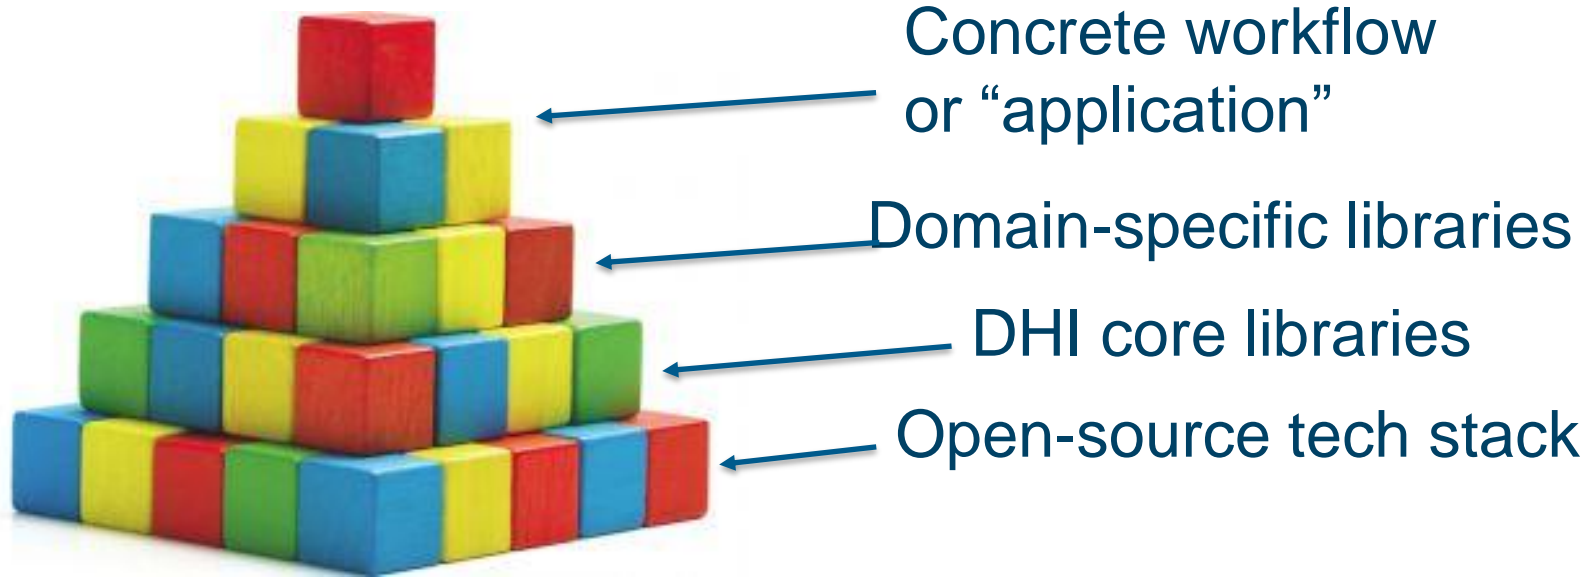 Concrete workflow
or “application”
Domain-specific libraries
DHI core libraries
Open-source tech stack